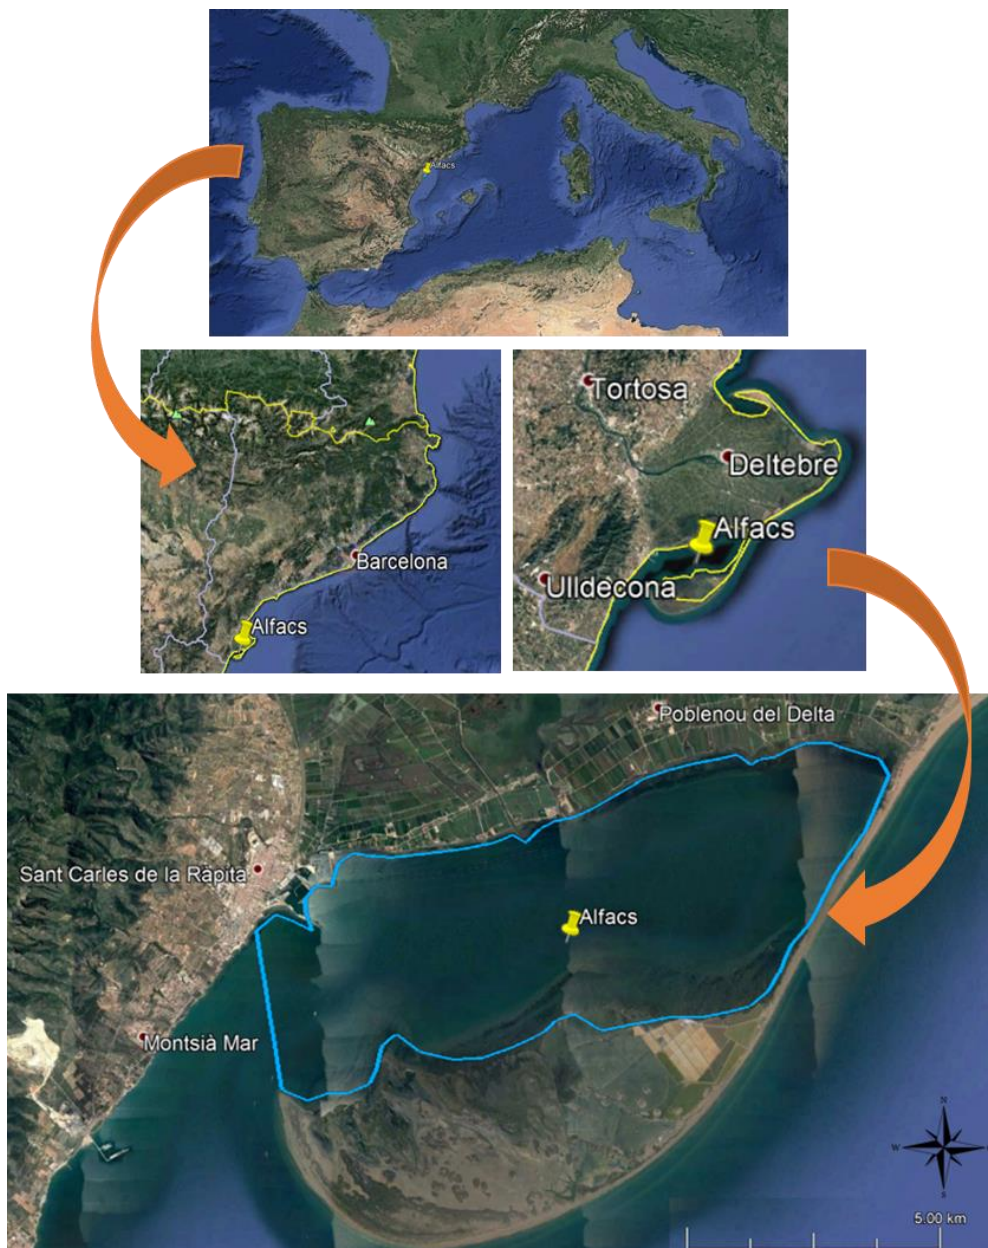 Alfacs
Barcelona
Alfacs
Tortosa
Deltebre
Alfacs
Ulldecona
Poblenou del Delta
Sant Carles de la Ràpita
Alfacs
Montsià Mar
N
W
S
5.00 km